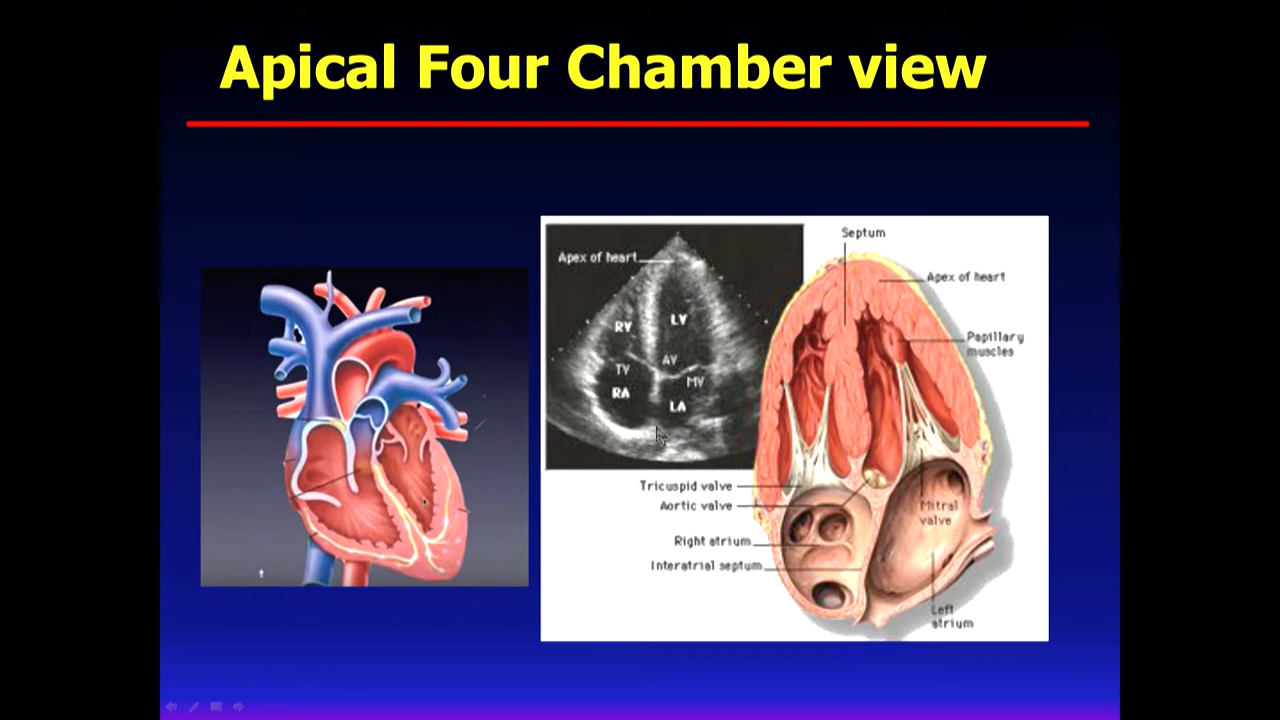 Apical Four Chamber view
Apex of heart
RV
LV
TV
AV
MV
RA
LA
Septum
Apex of heart
Papillary
muscles
Tricuspid valve
Aortic valve
Right atrium
Interatrial septum
Mitral
valve
Left
atrium